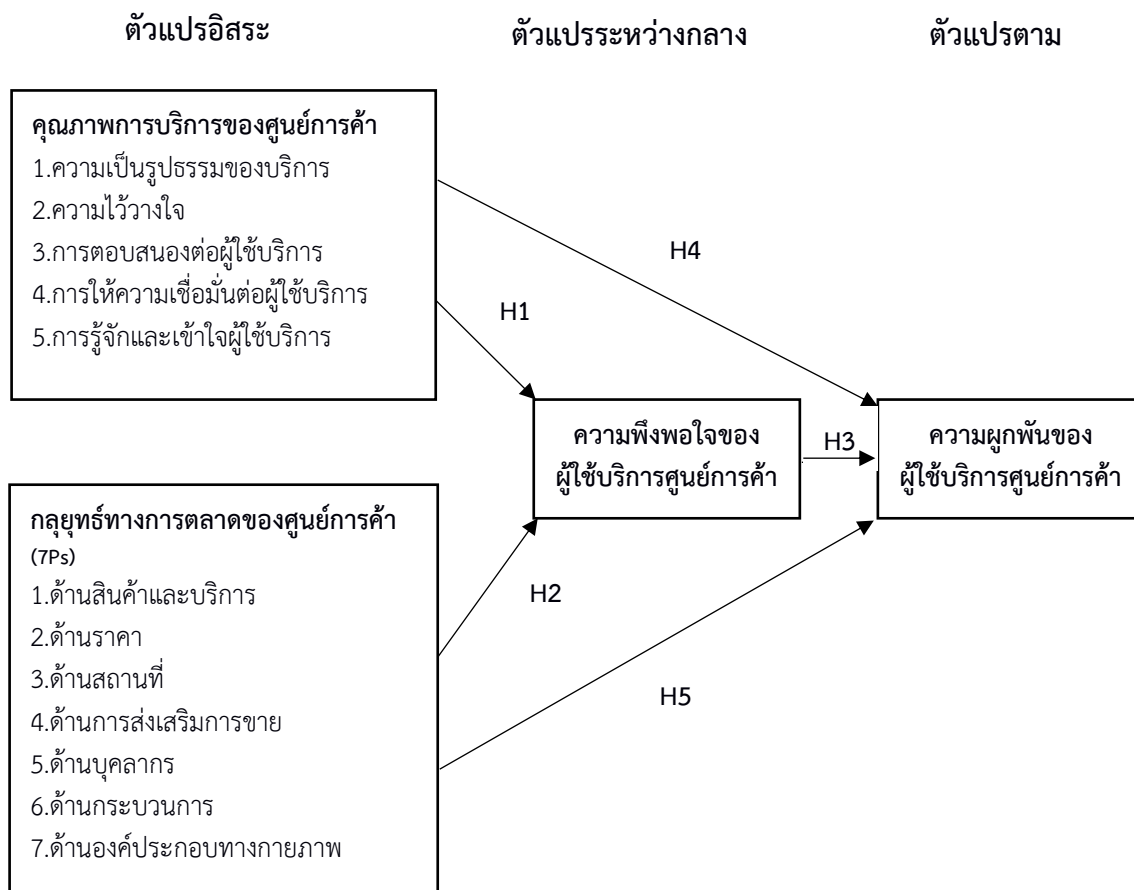 ตัวแปรอิสระ
ตัวแปรระหว่างกลาง
ตัวแปรตาม
คุณภาพการบริการของศูนย์การค้า
1.ความเป็นรูปธรรมของบริการ
2.ความไว้วางใจ
3.การตอบสนองต่อผู้ใช้บริการ
4.การให้ความเชื่อมั่นต่อผู้ใช้บริการ
5.การรู้จักและเข้าใจผู้ใช้บริการ
H4
H1
ความพึงพอใจของ
ผู้ใช้บริการศูนย์การค้า
H3
ความผูกพันของ
ผู้ใช้บริการศูนย์การค้า
กลยุทธ์ทางการตลาดของศูนย์การค้า
(7Ps)
1.ด้านสินค้าและบริการ
2.ด้านราคา
3.ด้านสถานที่
4.ด้านการส่งเสริมการขาย
5.ด้านบุคลากร
6.ด้านกระบวนการ
7.ด้านองค์ประกอบทางกายภาพ
H2
H5